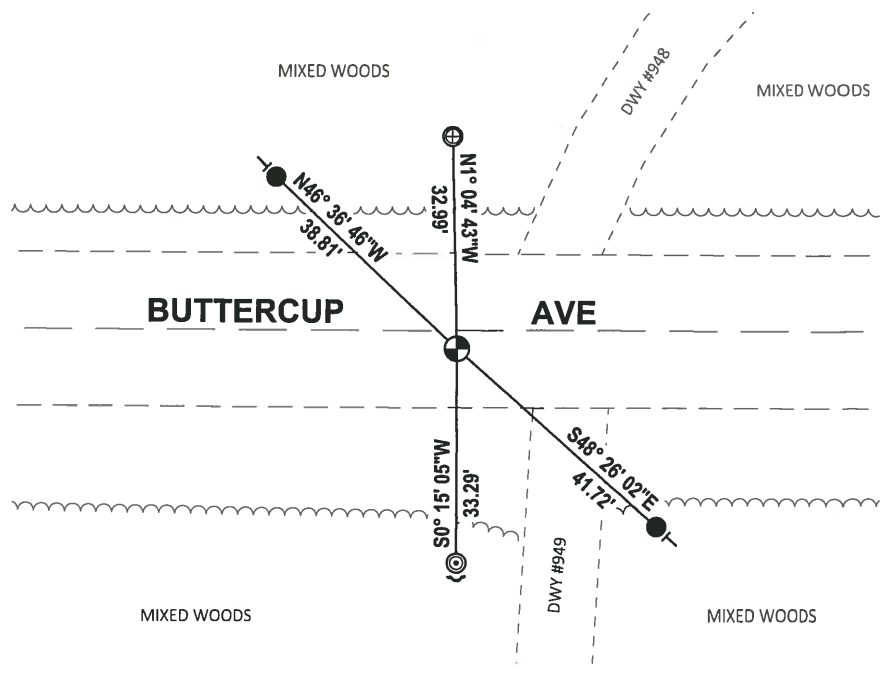 MIXED WOODS
DWY #948
MIXED WOODS
N46° 36' 46"W
38.81'
N1° 04' 43"W
32.99'
BUTTERCUP AVE
S0° 15' 05"W
33.29'
S48° 26' 02"E
41.72'
DWY #949
MIXED WOODS
MIXED WOODS